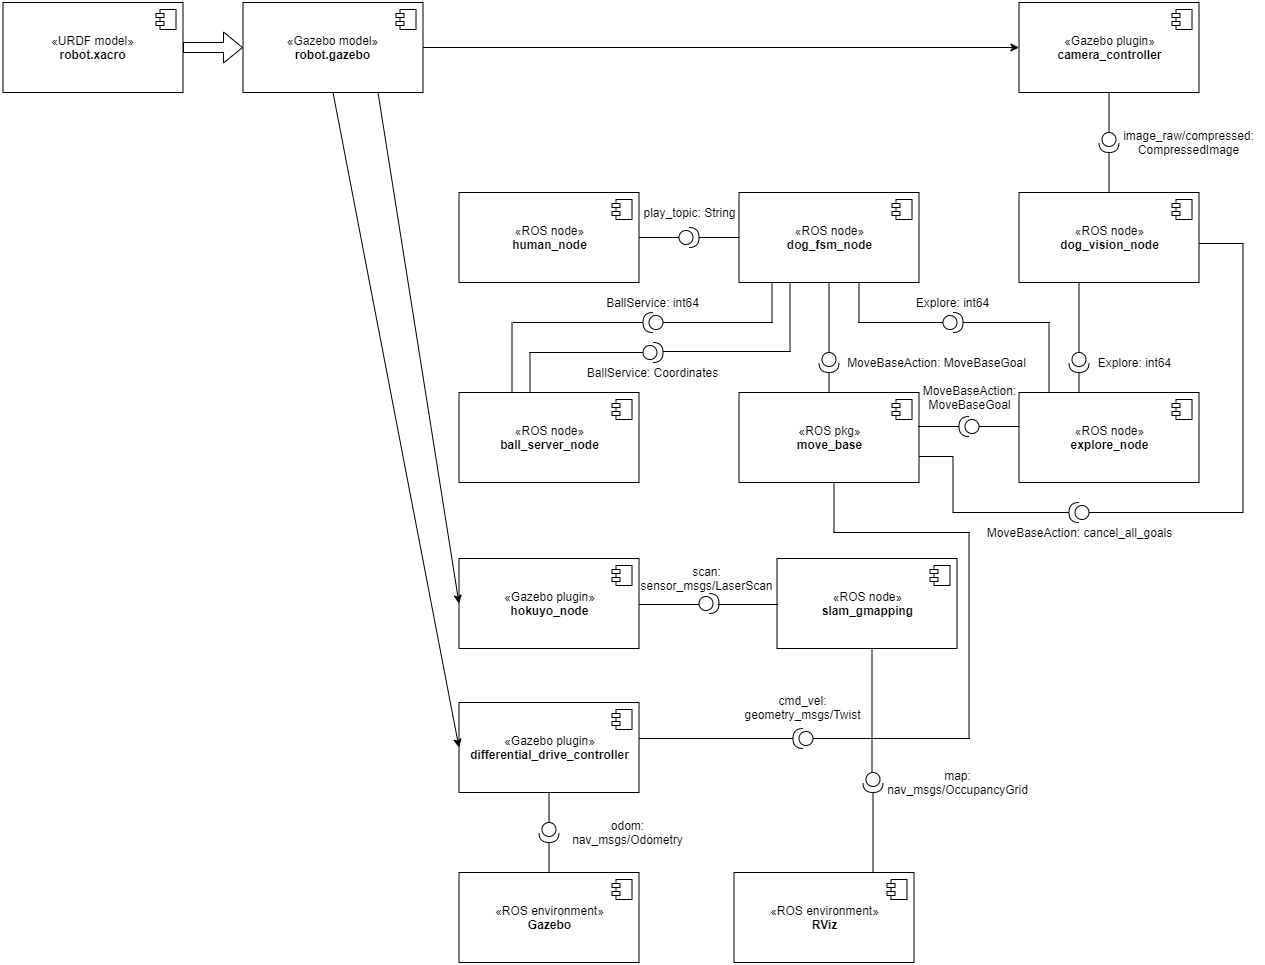 «URDF model»
robot.xacro
«Gazebo model»
robot.gazebo
«Gazebo plugin»
camera_controller
image_raw/compressed:
CompressedImage
«ROS node»
human_node
play_topic: String
«ROS node»
dog_fsm_node
«ROS node»
dog_vision_node
BallService: int64
Explore: int64
BallService: Coordinates
MoveBaseAction: MoveBaseGoal
Explore: int64
MoveBaseAction:
MoveBaseGoal
«ROS node»
ball_server_node
«ROS pkg»
move_base
«ROS node»
explore_node
MoveBaseAction: cancel_all_goals
«Gazebo plugin»
hokuyo_node
scan:
sensor_msgs/LaserScan
«ROS node»
slam_gmapping
«Gazebo plugin»
differential_drive_controller
cmd_vel:
geometry_msgs/Twist
map:
nav_msgs/OccupancyGrid
odom:
nav_msgs/Odometry
«ROS environment»
Gazebo
«ROS environment»
RViz